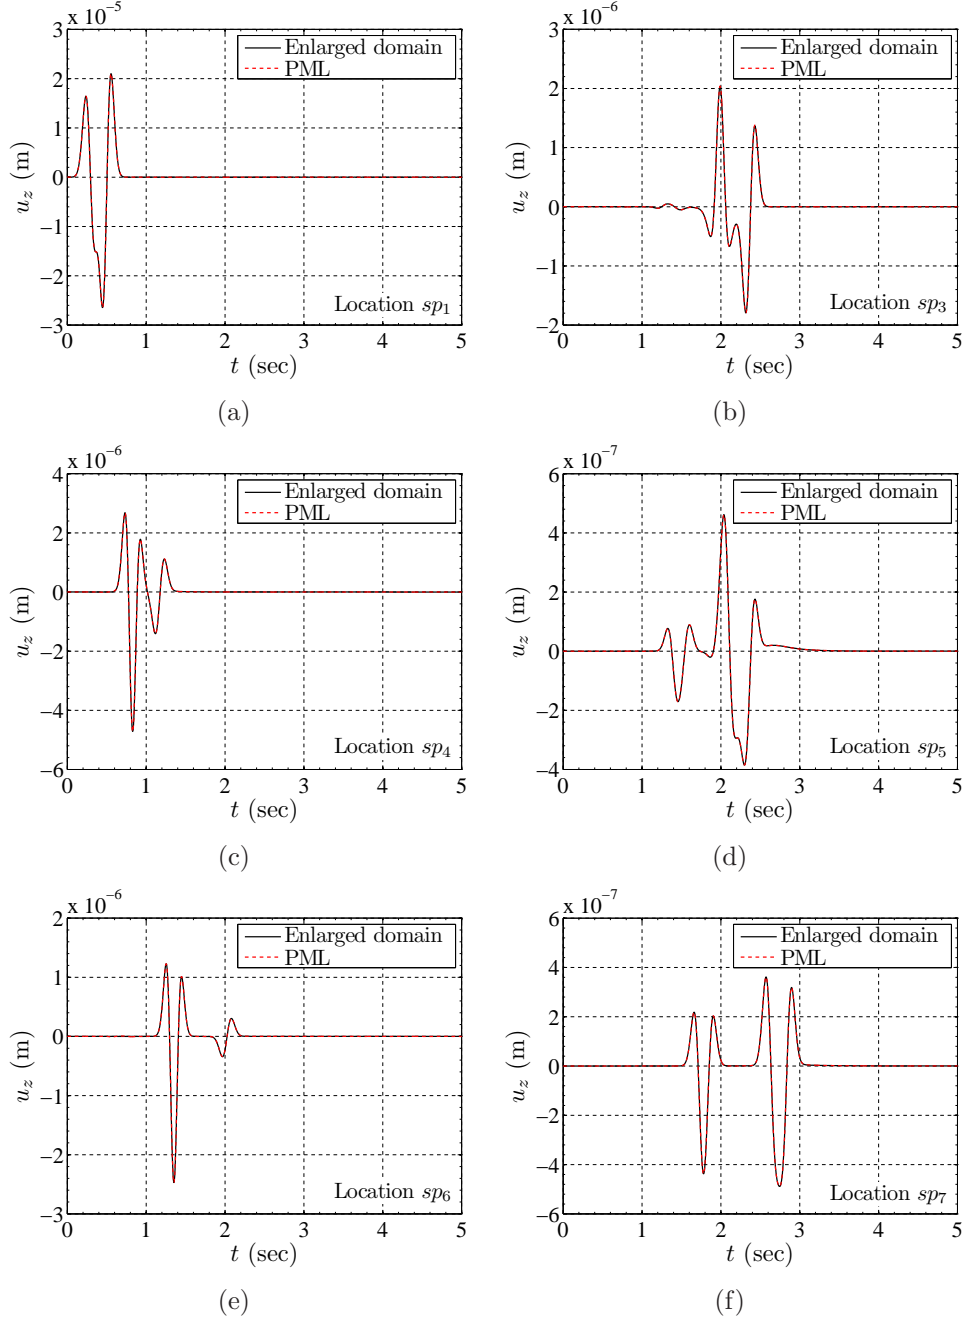 x 10⁻⁵
3
2
1
0
−1
−2
−3
u_z (m)
Enlarged domain
PML
Location sp₁
0 1 2 3 4 5
t (sec)
(a)
x 10⁻⁶
3
2
1
0
−1
−2
u_z (m)
Enlarged domain
PML
Location sp₃
0 1 2 3 4 5
t (sec)
(b)
x 10⁻⁶
4
2
0
−2
−4
−6
u_z (m)
Enlarged domain
PML
Location sp₄
0 1 2 3 4 5
t (sec)
(c)
x 10⁻⁷
6
4
2
0
−2
−4
u_z (m)
Enlarged domain
PML
Location sp₅
0 1 2 3 4 5
t (sec)
(d)
x 10⁻⁶
2
1
0
−1
−2
−3
u_z (m)
Enlarged domain
PML
Location sp₆
0 1 2 3 4 5
t (sec)
(e)
x 10⁻⁷
6
4
2
0
−2
−4
−6
u_z (m)
Enlarged domain
PML
Location sp₇
0 1 2 3 4 5
t (sec)
(f)